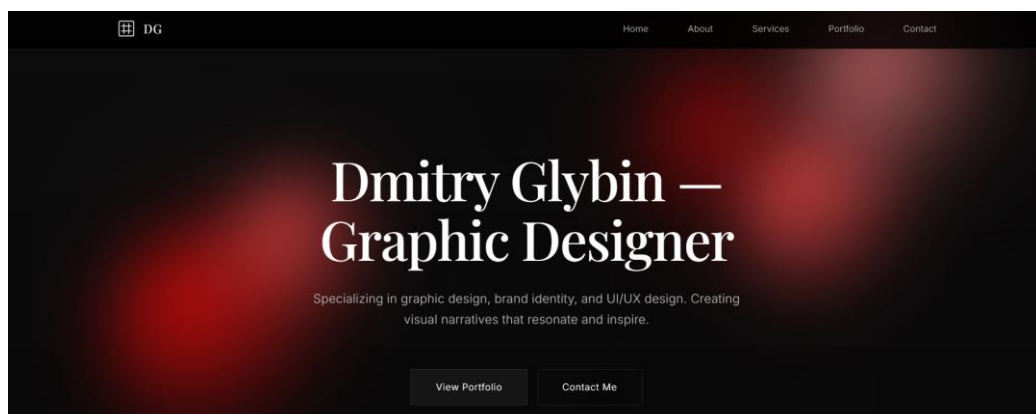 DG
Home About Services Portfolio Contact
Dmitry Glybin —
Graphic Designer
Specializing in graphic design, brand identity, and UI/UX design. Creating
visual narratives that resonate and inspire.
View Portfolio Contact Me